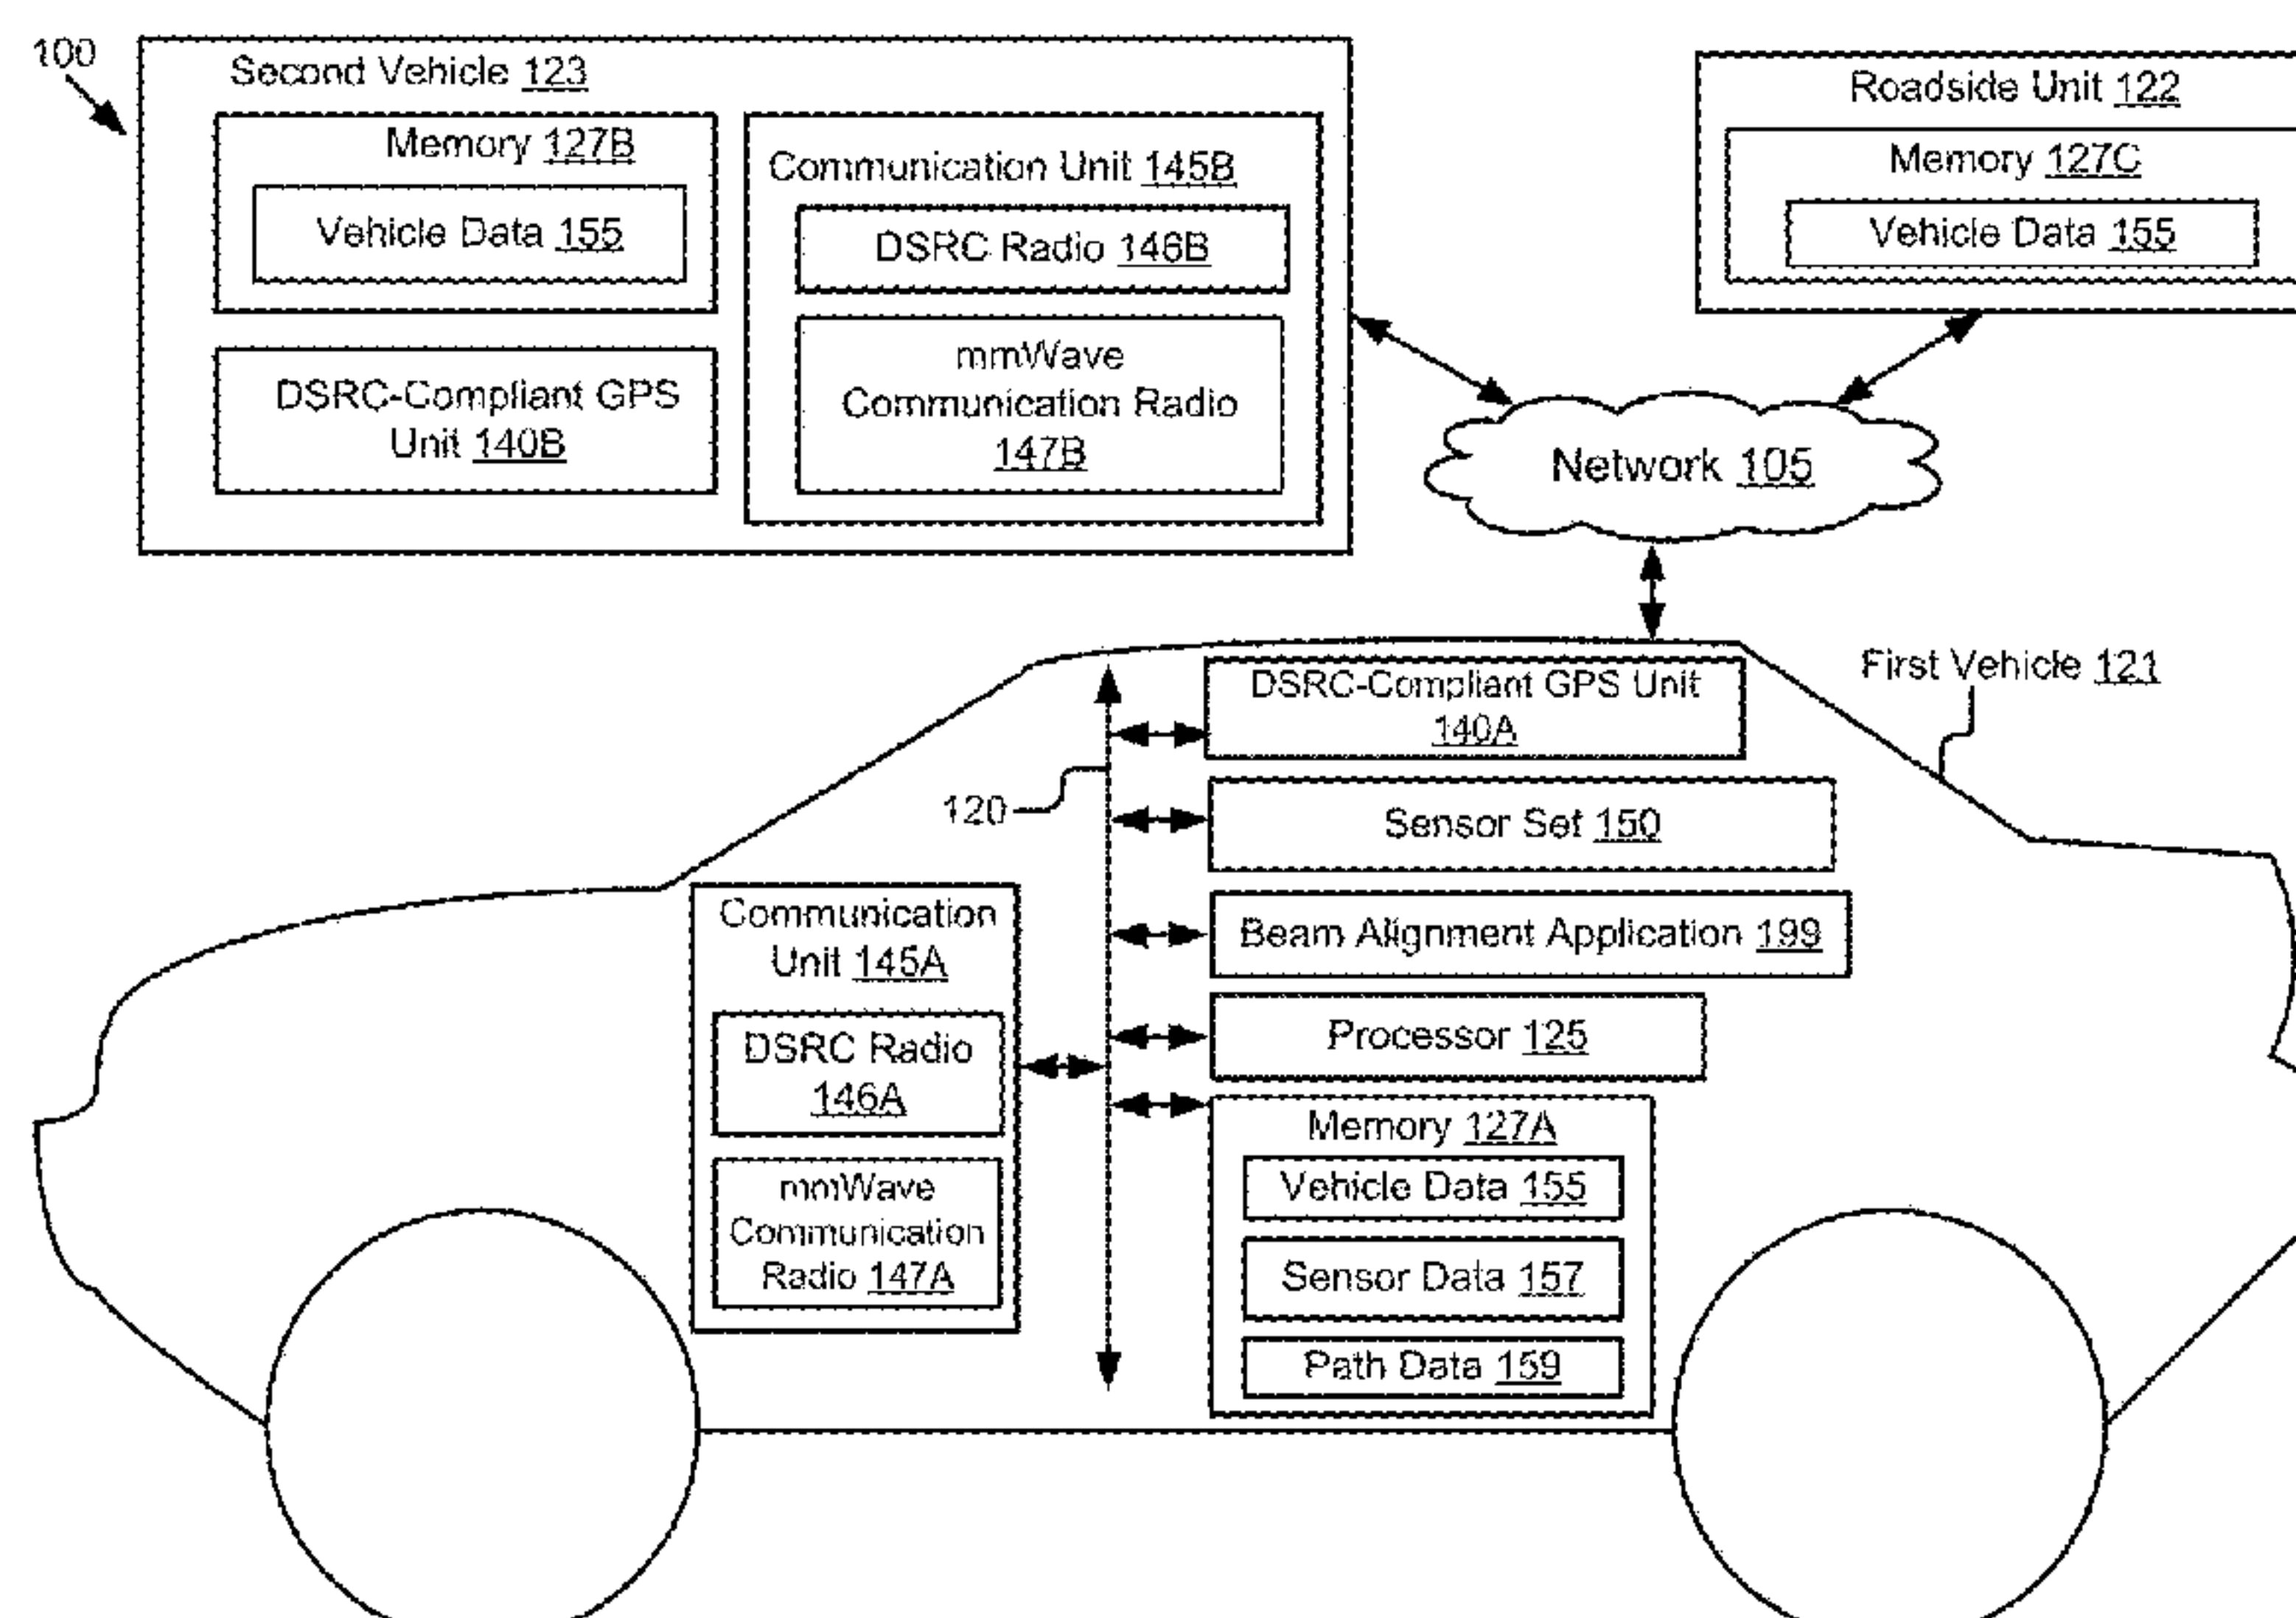 100
Second Vehicle 123
Memory 127B
Vehicle Data 155
DSRC-Compliant GPS
Unit 140B
Communication Unit 145B
DSRC Radio 146B
mmWave
Communication Radio
147B
Roadside Unit 122
Memory 127C
Vehicle Data 155
Network 105
First Vehicle 121
DSRC-Compliant GPS Unit
140A
120
Sensor Set 150
Beam Alignment Application 199
Processor 125
Memory 127A
Vehicle Data 155
Sensor Data 157
Path Data 159
Communication
Unit 145A
DSRC Radio
146A
mmWave
Communication
Radio 147A